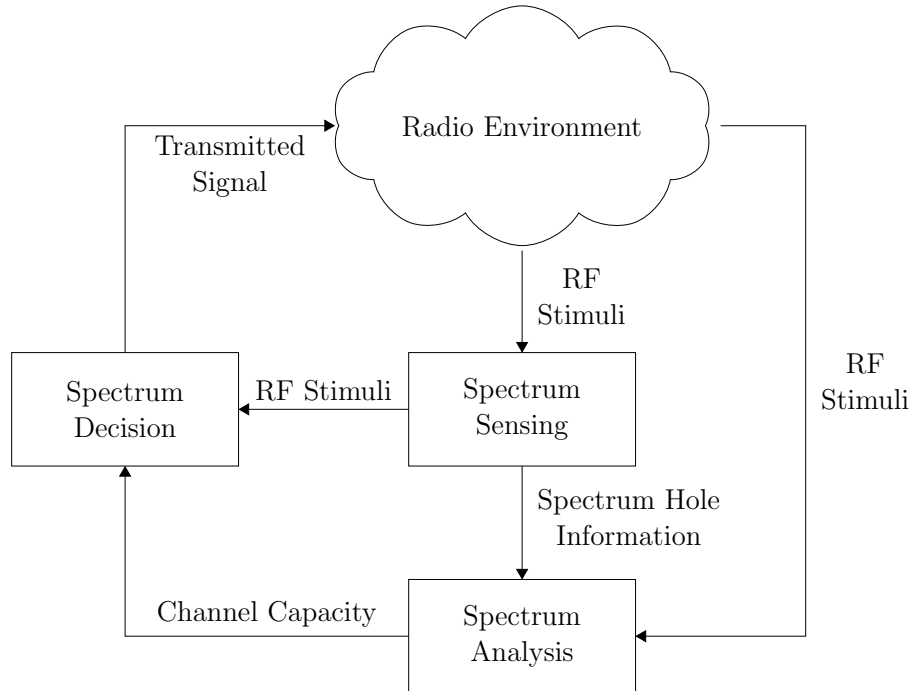 Radio Environment
Transmitted
Signal
RF
Stimuli
RF
Stimuli
Spectrum
Decision
RF Stimuli
Spectrum
Sensing
Spectrum Hole
Information
Channel Capacity
Spectrum
Analysis